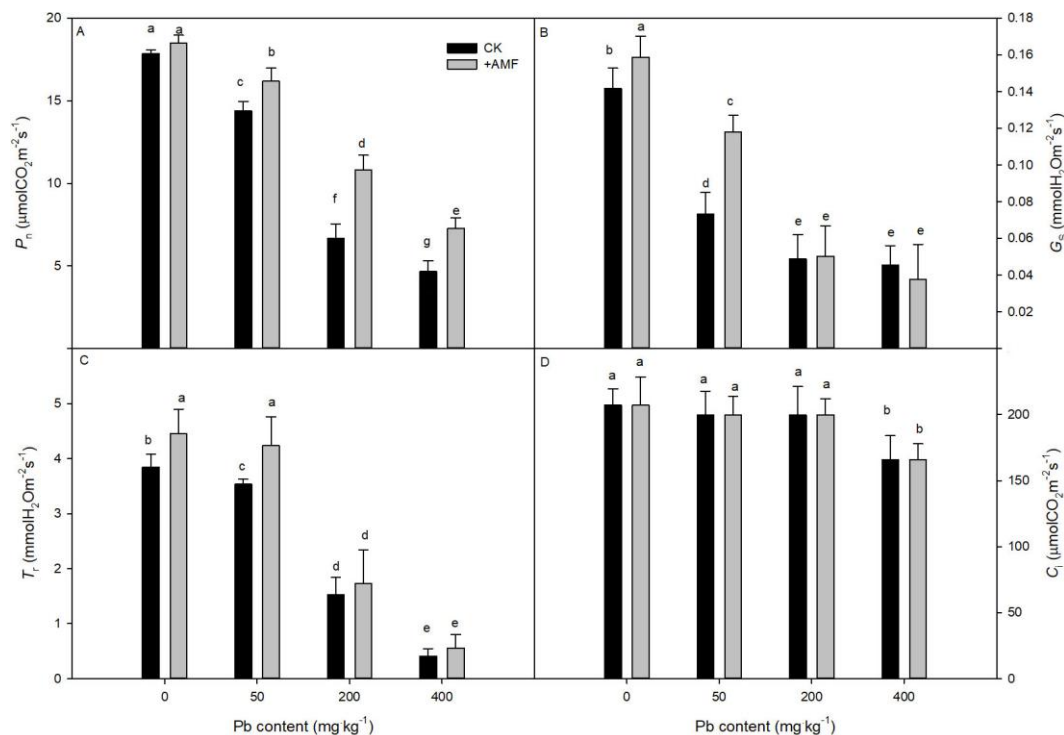 A
20
15
10
5
Pₙ (μmolCO₂m⁻²s⁻¹)
a a
c b
f d
g e
CK
+AMF
B
0.18
0.16
0.14
0.12
0.10
0.08
0.06
0.04
0.02
0.00
Gₛ (mmolH₂Om⁻²s⁻¹)
b a
d c
e e
e e
C
5
4
3
2
1
0
Tᵣ (mmolH₂Om⁻²s⁻¹)
b a
c a
d d
e e
0 50 200 400
Pb content (mg kg⁻¹)
D
200
150
100
50
0
Cᵢ (μmolCO₂m⁻²s⁻¹)
a a
a a
a a
b b
0 50 200 400
Pb content (mg kg⁻¹)